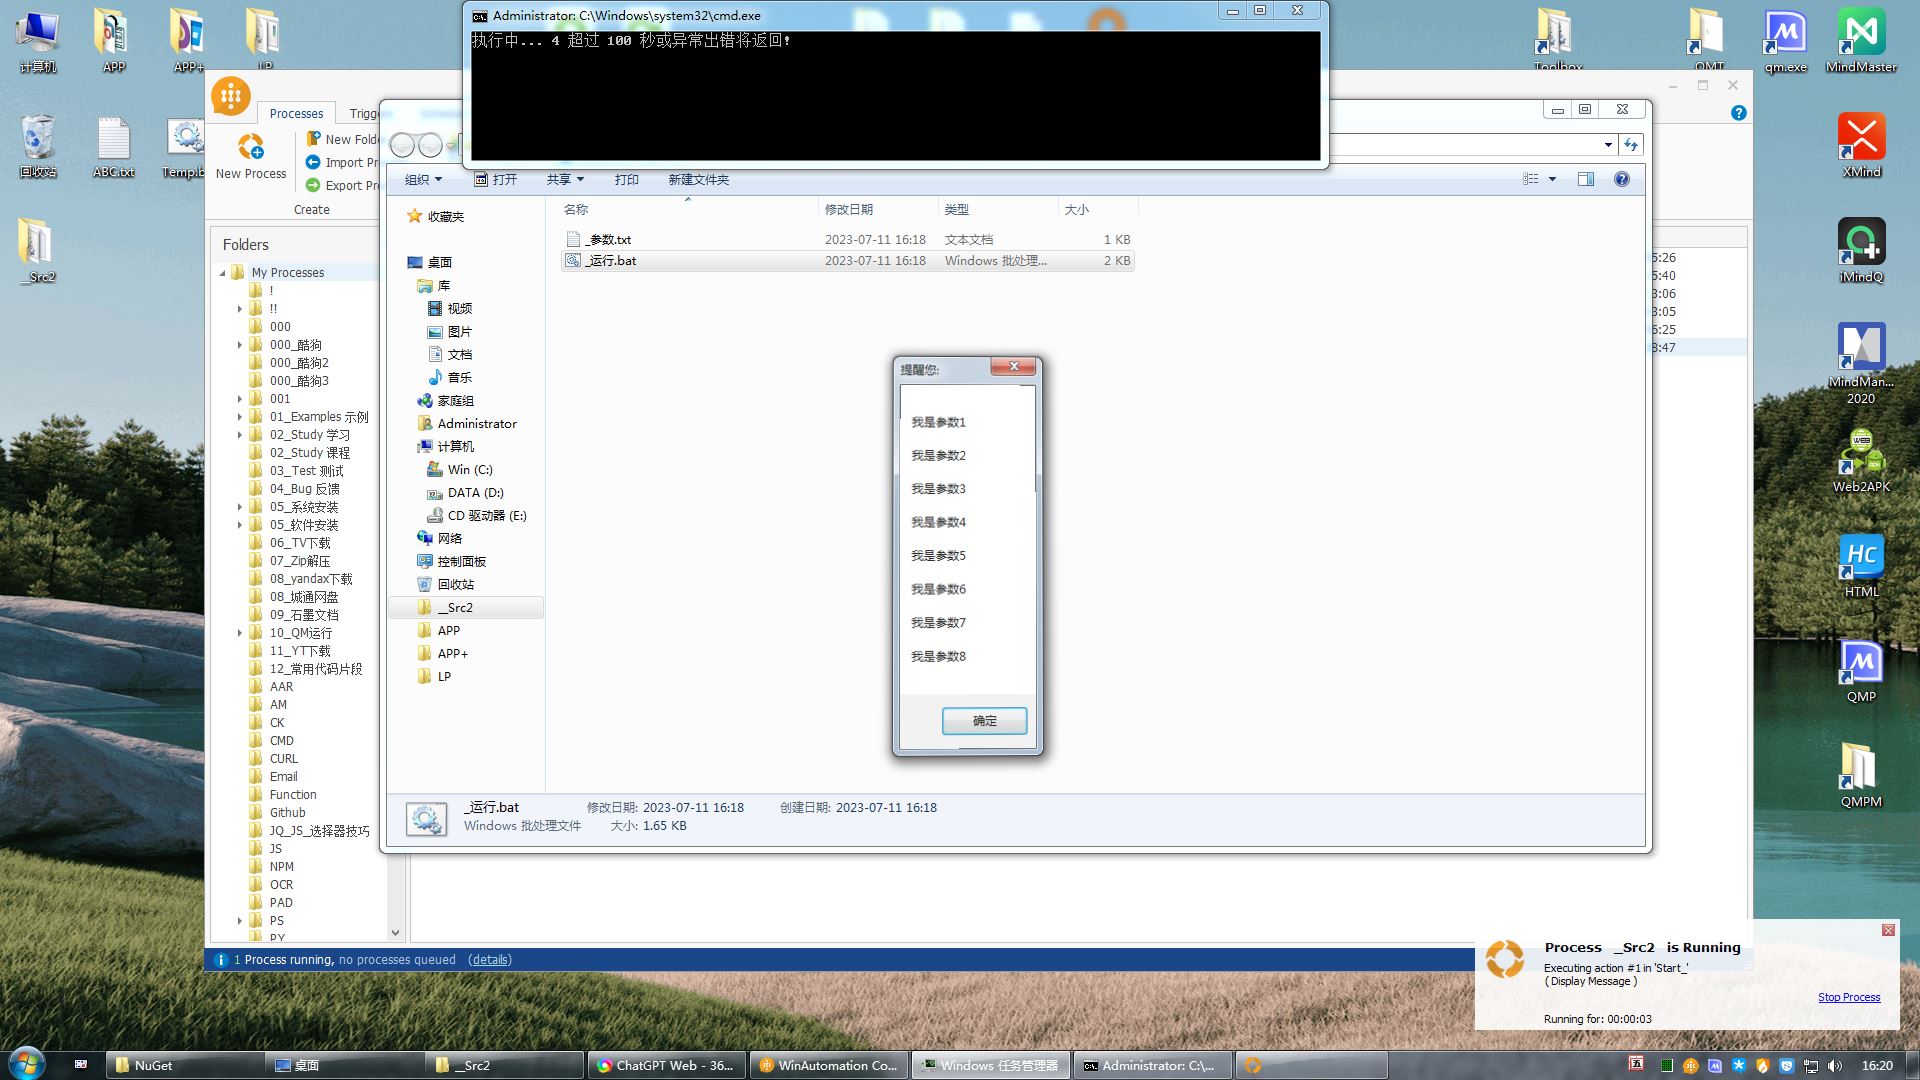 Administrator: C:\Windows\system32\cmd.exe
执行中... 4 超过 100 秒或异常出错将返回!
计算机
APP
APP+
LP
Toolbox
QMT
qm.exe
MindMaster
回收站
ABC.txt
Temp.b
__Src2
XMind
iMindQ
MindMan...
2020
Web2APK
HTML
QMP
QMPM
Processes
Trigg
New Process
New Folde
Import Pr
Export Pr
Create
Folders
My Processes
!
!!
000
000_酷狗
000_酷狗2
000_酷狗3
001
01_Examples 示例
02_Study 学习
02_Study 课程
03_Test 测试
04_Bug 反馈
05_系统安装
05_软件安装
06_TV下载
07_Zip解压
08_yandax下载
08_城通网盘
09_石墨文档
10_QM运行
11_YT下载
12_常用代码片段
AAR
AM
CK
CMD
CURL
Email
Function
Github
JQ_JS_选择器技巧
JS
NPM
OCR
PAD
PS
PY
组织 打开 共享 打印 新建文件夹
收藏夹
桌面
库
视频
图片
文档
音乐
家庭组
Administrator
计算机
Win (C:)
DATA (D:)
CD 驱动器 (E:)
网络
控制面板
回收站
__Src2
APP
APP+
LP
名称 修改日期 类型 大小
_参数.txt 2023-07-11 16:18 文本文档 1 KB
_运行.bat 2023-07-11 16:18 Windows 批处理... 2 KB
5:26
5:40
3:06
3:05
6:25
8:47
提醒您:
我是参数1
我是参数2
我是参数3
我是参数4
我是参数5
我是参数6
我是参数7
我是参数8
确定
_运行.bat 修改日期: 2023-07-11 16:18 创建日期: 2023-07-11 16:18
Windows 批处理文件 大小: 1.65 KB
1 Process running, no processes queued (details)
Process __Src2 is Running
Executing action #1 in 'Start_'
( Display Message )
Stop Process
Running for: 00:00:03
NuGet
桌面
__Src2
ChatGPT Web - 36...
WinAutomation Co...
Windows 任务管理器
Administrator: C:\...
五
16:20